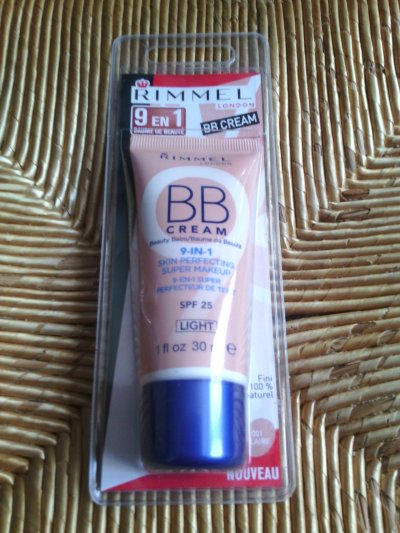 RIMMEL
LONDON
9 EN 1
BAUME DE BEAUTÉ
BB CREAM
RIMMEL
LONDON
BB
CREAM
Beauty Balm/Baume de Beauté
9-IN-1
SKIN PERFECTING
SUPER MAKEUP
9-EN-1 SUPER
PERFECTEUR DE TEINT
SPF 25
LIGHT
1 fl oz 30 m e
Fini
100 %
naturel
001
CLAIRE
NOUVEAU